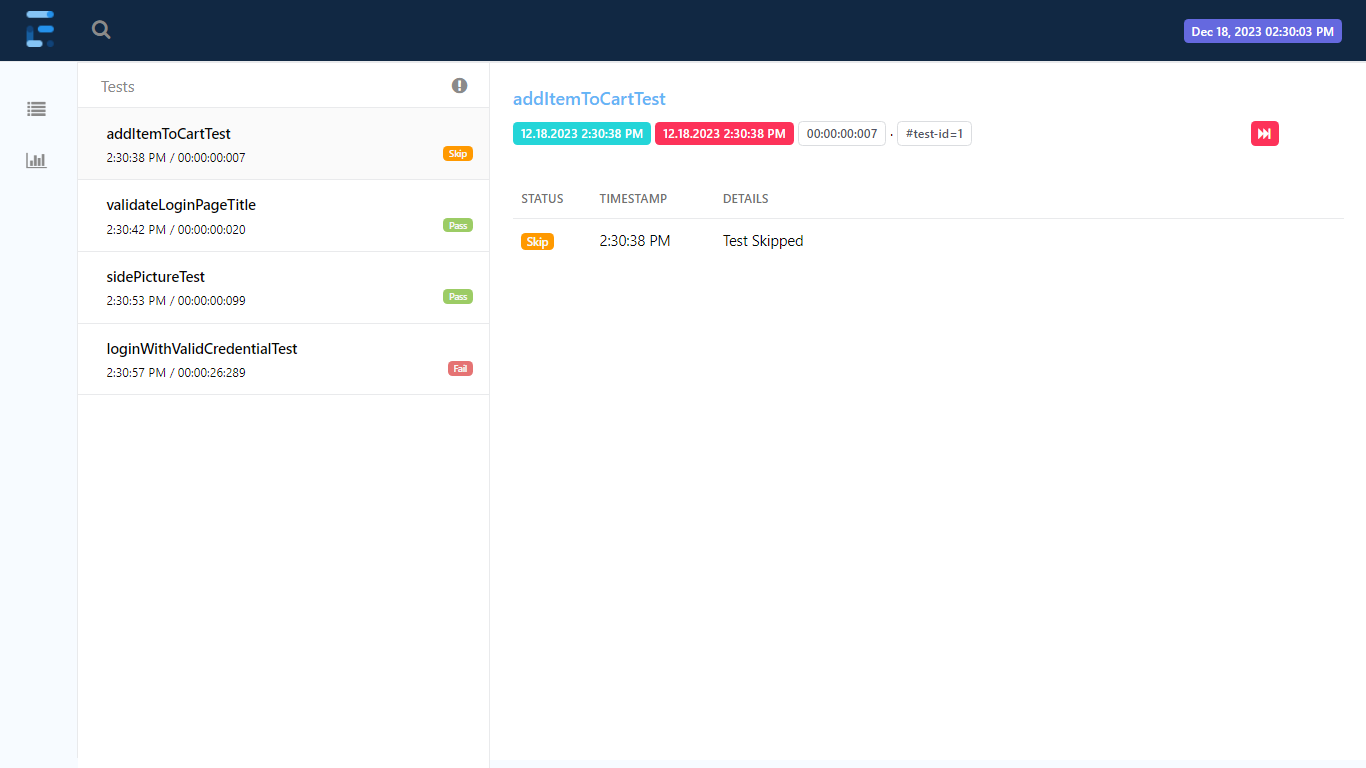 Dec 18, 2023 02:30:03 PM
Tests
addItemToCartTest
2:30:38 PM / 00:00:00:007
Skip
validateLoginPageTitle
2:30:42 PM / 00:00:00:020
Pass
sidePictureTest
2:30:53 PM / 00:00:00:099
Pass
loginWithValidCredentialTest
2:30:57 PM / 00:00:26:289
Fail
addItemToCartTest
12.18.2023 2:30:38 PM 12.18.2023 2:30:38 PM 00:00:00:007 · #test-id=1
STATUS TIMESTAMP DETAILS
Skip 2:30:38 PM Test Skipped